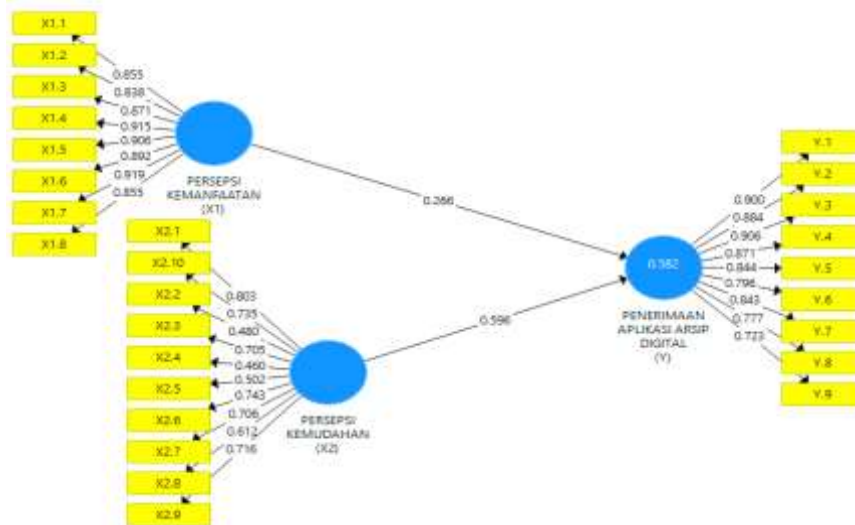 X1.1
X1.2
X1.3
X1.4
X1.5
X1.6
X1.7
X1.8
0.855
0.838
0.871
0.915
0.906
0.892
0.919
0.855
PERSEPSI
KEMANFAATAN
(X1)
0.266
X2.1
X2.10
X2.2
X2.3
X2.4
X2.5
X2.6
X2.7
X2.8
X2.9
0.803
0.735
0.480
0.705
0.460
0.502
0.743
0.706
0.612
0.716
PERSEPSI
KEMUDAHAN
(X2)
0.596
PENERIMAAN
APLIKASI ARSIP
DIGITAL
(Y)
0.900
0.884
0.906
0.871
0.844
0.796
0.843
0.777
0.723
Y.1
Y.2
Y.3
Y.4
Y.5
Y.6
Y.7
Y.8
Y.9